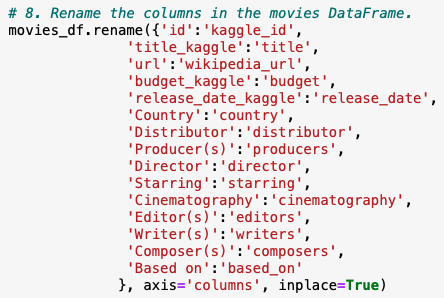 # 8. Rename the columns in the movies DataFrame.
movies_df.rename({'id':'kaggle_id',
                  'title_kaggle':'title',
                  'url':'wikipedia_url',
                  'budget_kaggle':'budget',
                  'release_date_kaggle':'release_date',
                  'Country':'country',
                  'Distributor':'distributor',
                  'Producer(s)':'producers',
                  'Director':'director',
                  'Starring':'starring',
                  'Cinematography':'cinematography',
                  'Editor(s)':'editors',
                  'Writer(s)':'writers',
                  'Composer(s)':'composers',
                  'Based on':'based_on'
                 }, axis='columns', inplace=True)